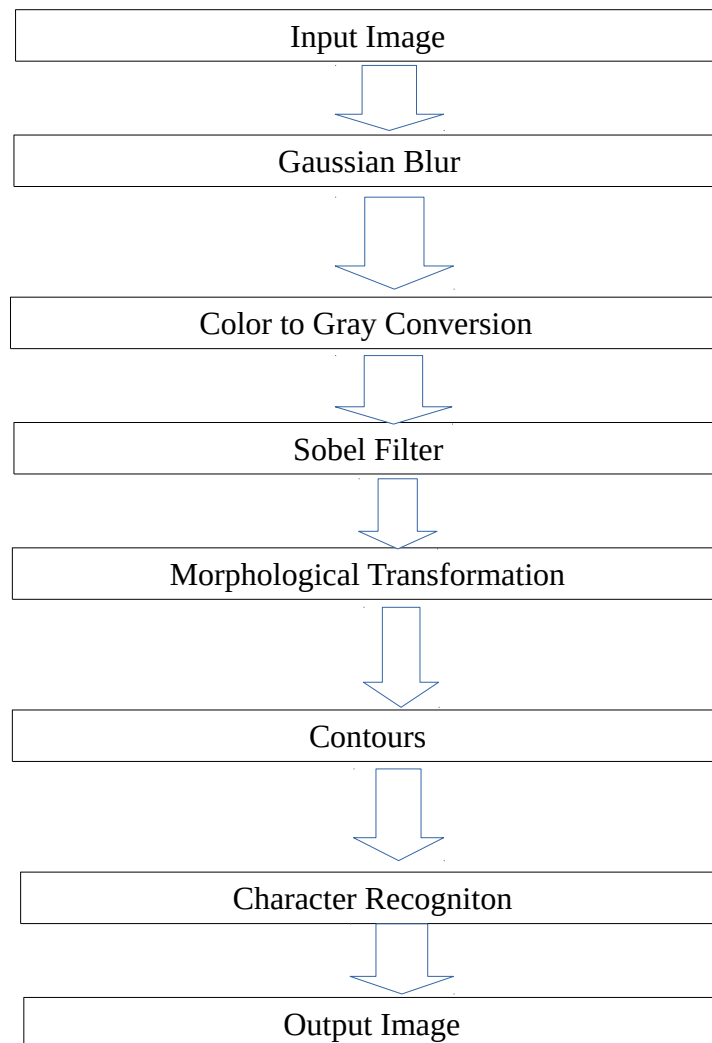 Input Image
Gaussian Blur
Color to Gray Conversion
Sobel Filter
Morphological Transformation
Contours
Character Recogniton
Output Image